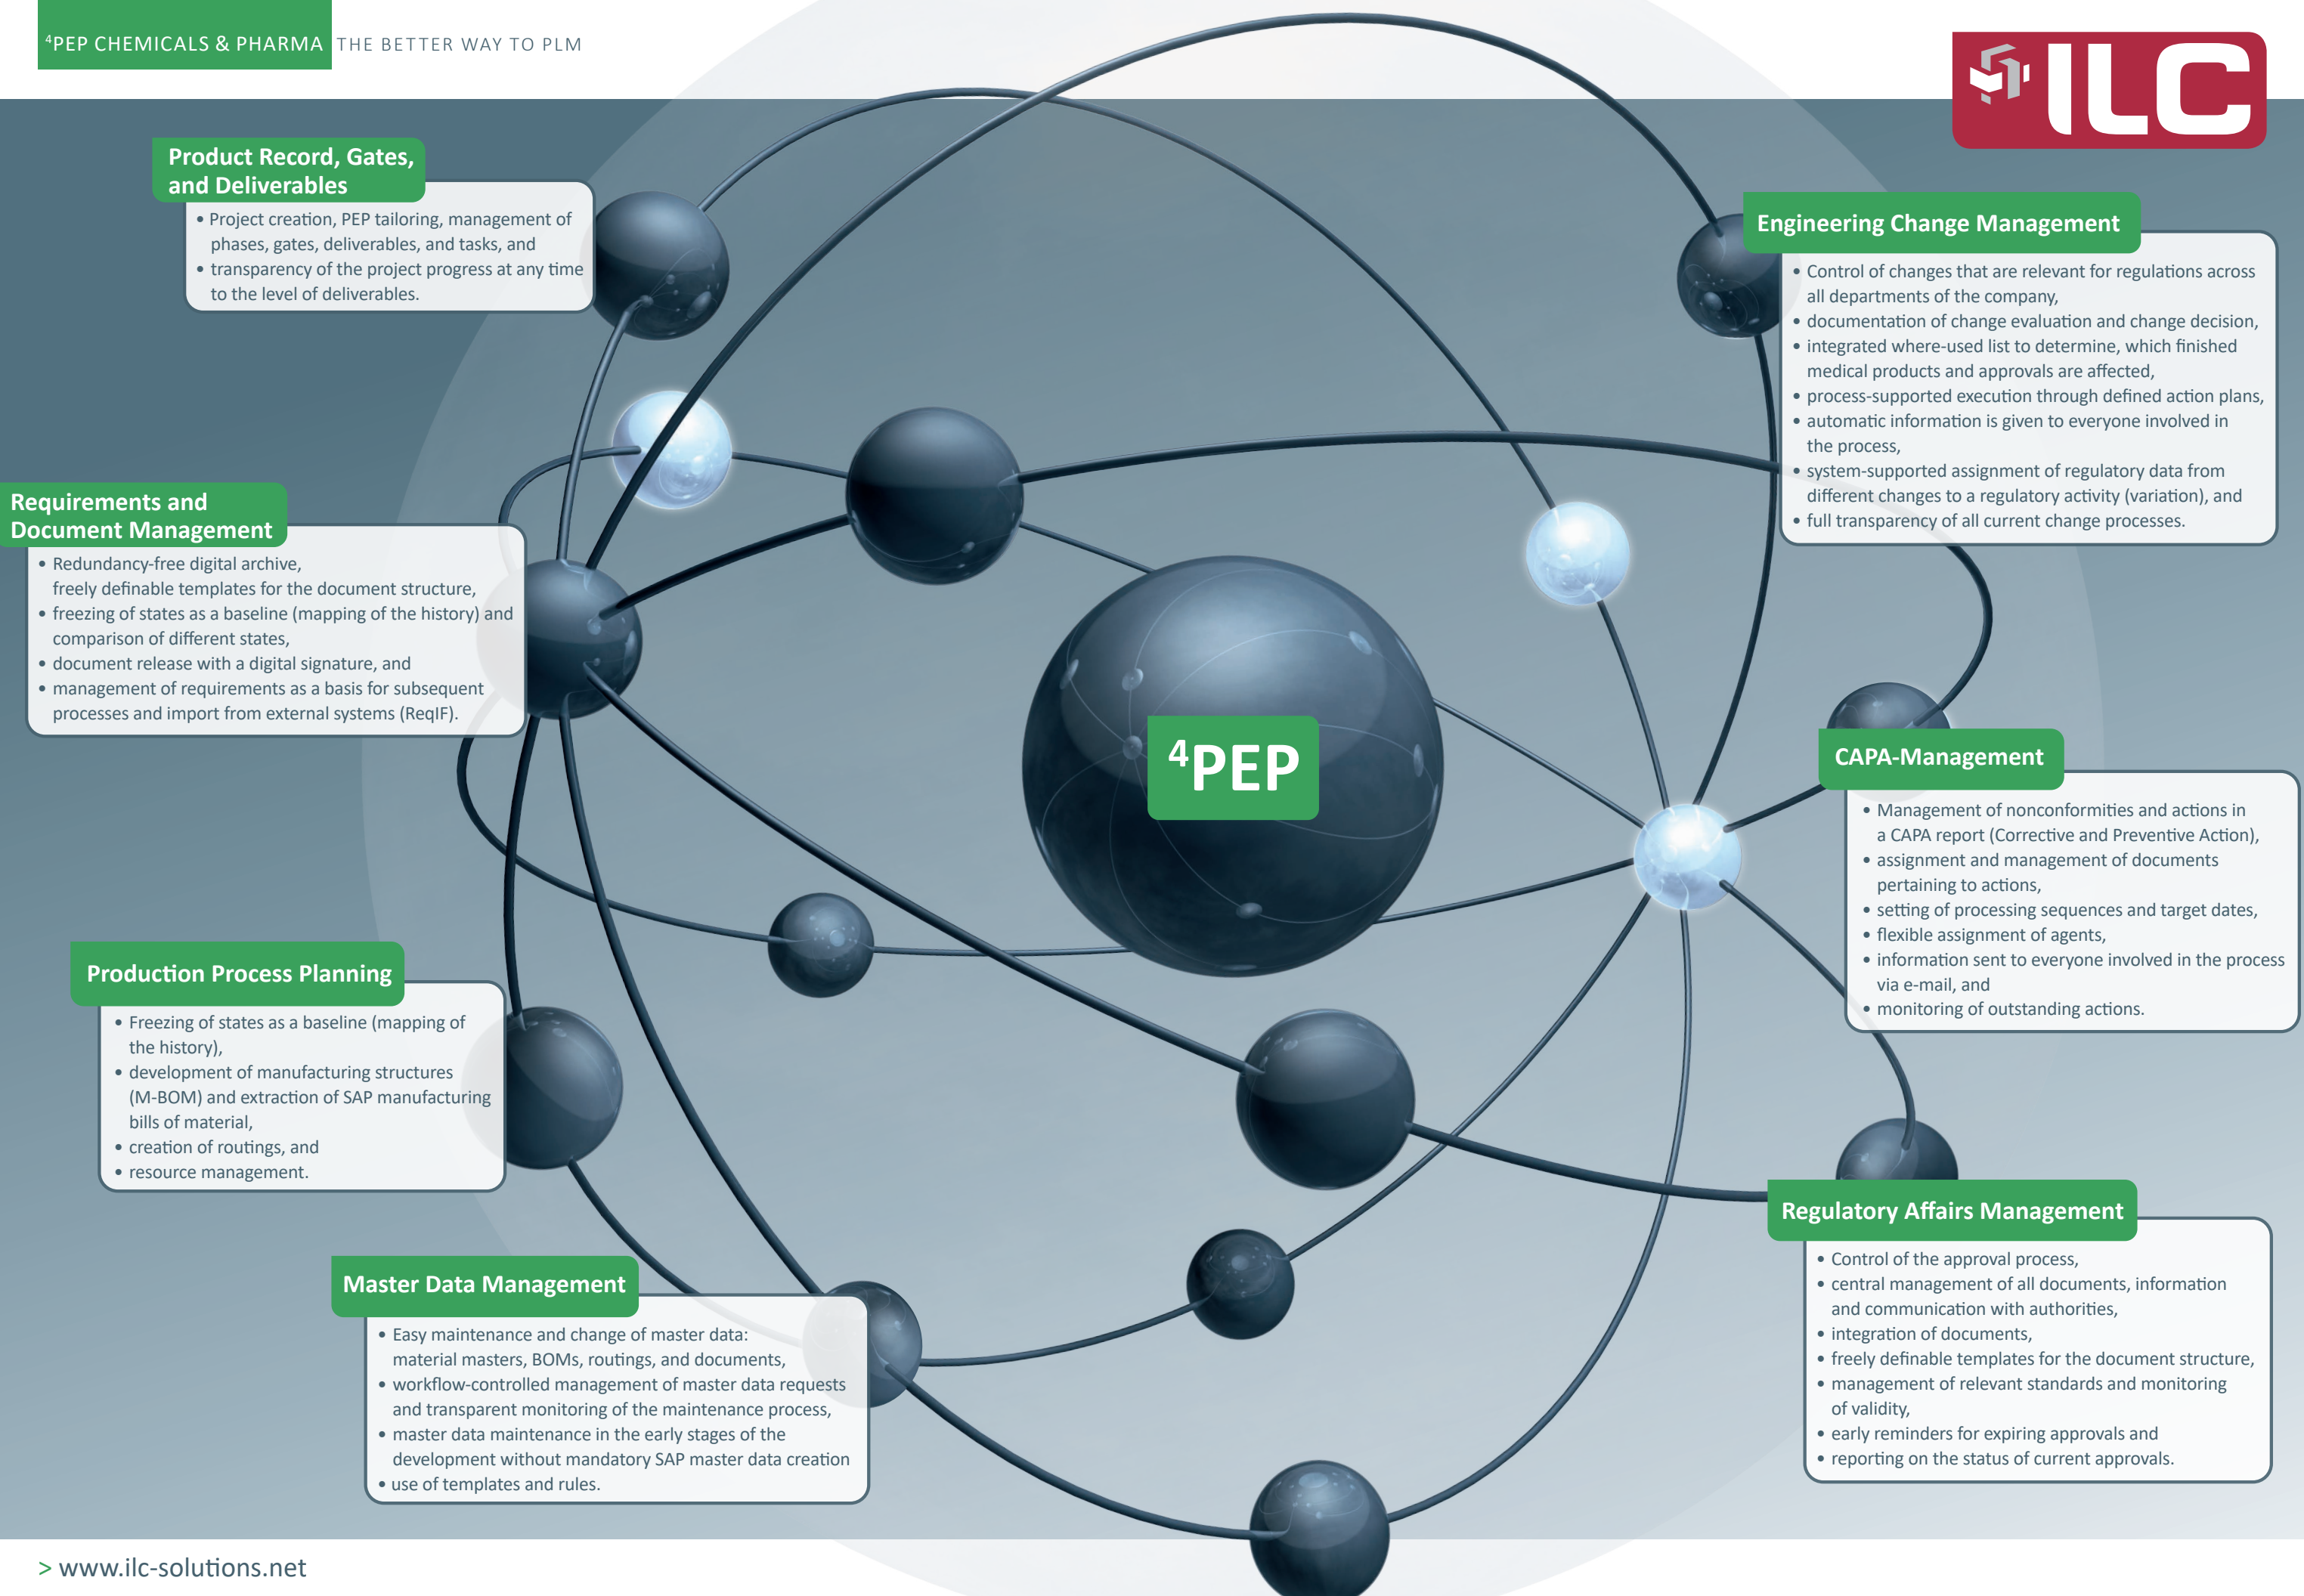 ⁴PEP CHEMICALS & PHARMA THE BETTER WAY TO PLM
ILC
Product Record, Gates,
and Deliverables
• Project creation, PEP tailoring, management of
phases, gates, deliverables, and tasks, and
• transparency of the project progress at any time
to the level of deliverables.
Engineering Change Management
• Control of changes that are relevant for regulations across
all departments of the company,
• documentation of change evaluation and change decision,
• integrated where-used list to determine, which finished
medical products and approvals are affected,
• process-supported execution through defined action plans,
• automatic information is given to everyone involved in
the process,
• system-supported assignment of regulatory data from
different changes to a regulatory activity (variation), and
• full transparency of all current change processes.
Requirements and
Document Management
• Redundancy-free digital archive,
freely definable templates for the document structure,
• freezing of states as a baseline (mapping of the history) and
comparison of different states,
• document release with a digital signature, and
• management of requirements as a basis for subsequent
processes and import from external systems (ReqIF).
⁴PEP
CAPA-Management
• Management of nonconformities and actions in
a CAPA report (Corrective and Preventive Action),
• assignment and management of documents
pertaining to actions,
• setting of processing sequences and target dates,
• flexible assignment of agents,
• information sent to everyone involved in the process
via e-mail, and
• monitoring of outstanding actions.
Production Process Planning
• Freezing of states as a baseline (mapping of
the history),
• development of manufacturing structures
(M-BOM) and extraction of SAP manufacturing
bills of material,
• creation of routings, and
• resource management.
Regulatory Affairs Management
• Control of the approval process,
• central management of all documents, information
and communication with authorities,
• integration of documents,
• freely definable templates for the document structure,
• management of relevant standards and monitoring
of validity,
• early reminders for expiring approvals and
• reporting on the status of current approvals.
Master Data Management
• Easy maintenance and change of master data:
material masters, BOMs, routings, and documents,
• workflow-controlled management of master data requests
and transparent monitoring of the maintenance process,
• master data maintenance in the early stages of the
development without mandatory SAP master data creation
• use of templates and rules.
> www.ilc-solutions.net